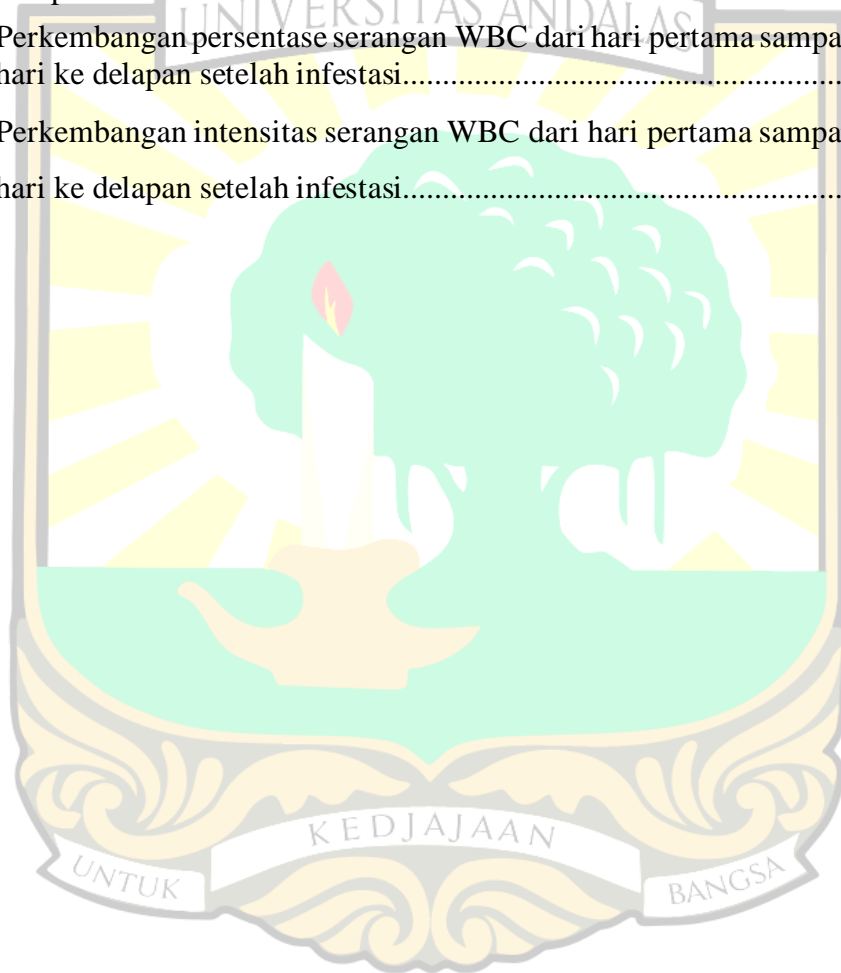 UNIVERSITAS ANDALAS
Perkembangan persentase serangan WBC dari hari pertama sampa
hari ke delapan setelah infestasi.......................................................
Perkembangan intensitas serangan WBC dari hari pertama sampa
hari ke delapan setelah infestasi.......................................................
KEDJAJAAN
UNTUK
BANGSA